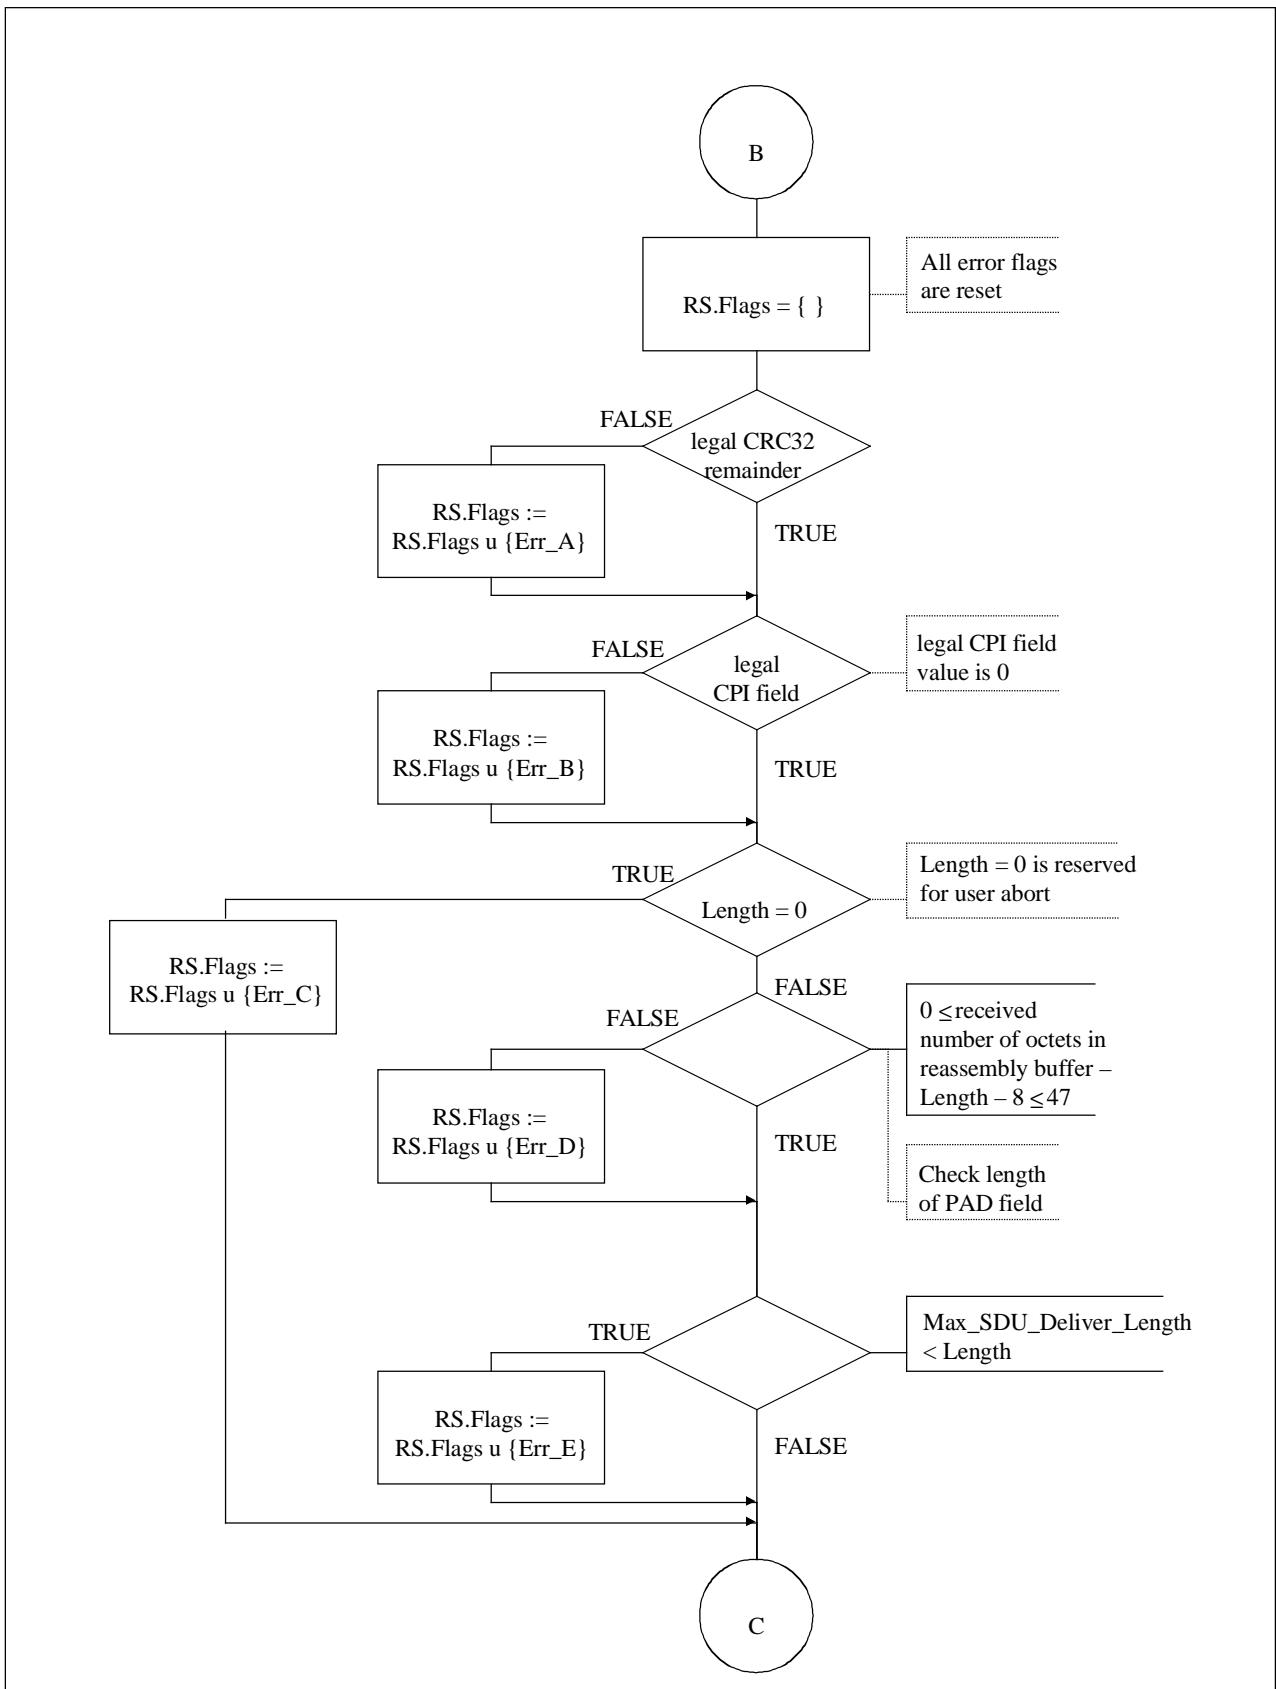 B
RS.Flags = { }
All error flags
are reset
FALSE
legal CRC32
remainder
RS.Flags :=
RS.Flags u {Err_A}
TRUE
FALSE
legal
CPI field
legal CPI field
value is 0
RS.Flags :=
RS.Flags u {Err_B}
TRUE
TRUE
Length = 0
Length = 0 is reserved
for user abort
RS.Flags :=
RS.Flags u {Err_C}
FALSE
FALSE
0 ≤ received
number of octets in
reassembly buffer –
Length – 8 ≤ 47
RS.Flags :=
RS.Flags u {Err_D}
TRUE
Check length
of PAD field
TRUE
Max_SDU_Deliver_Length
< Length
RS.Flags :=
RS.Flags u {Err_E}
FALSE
C